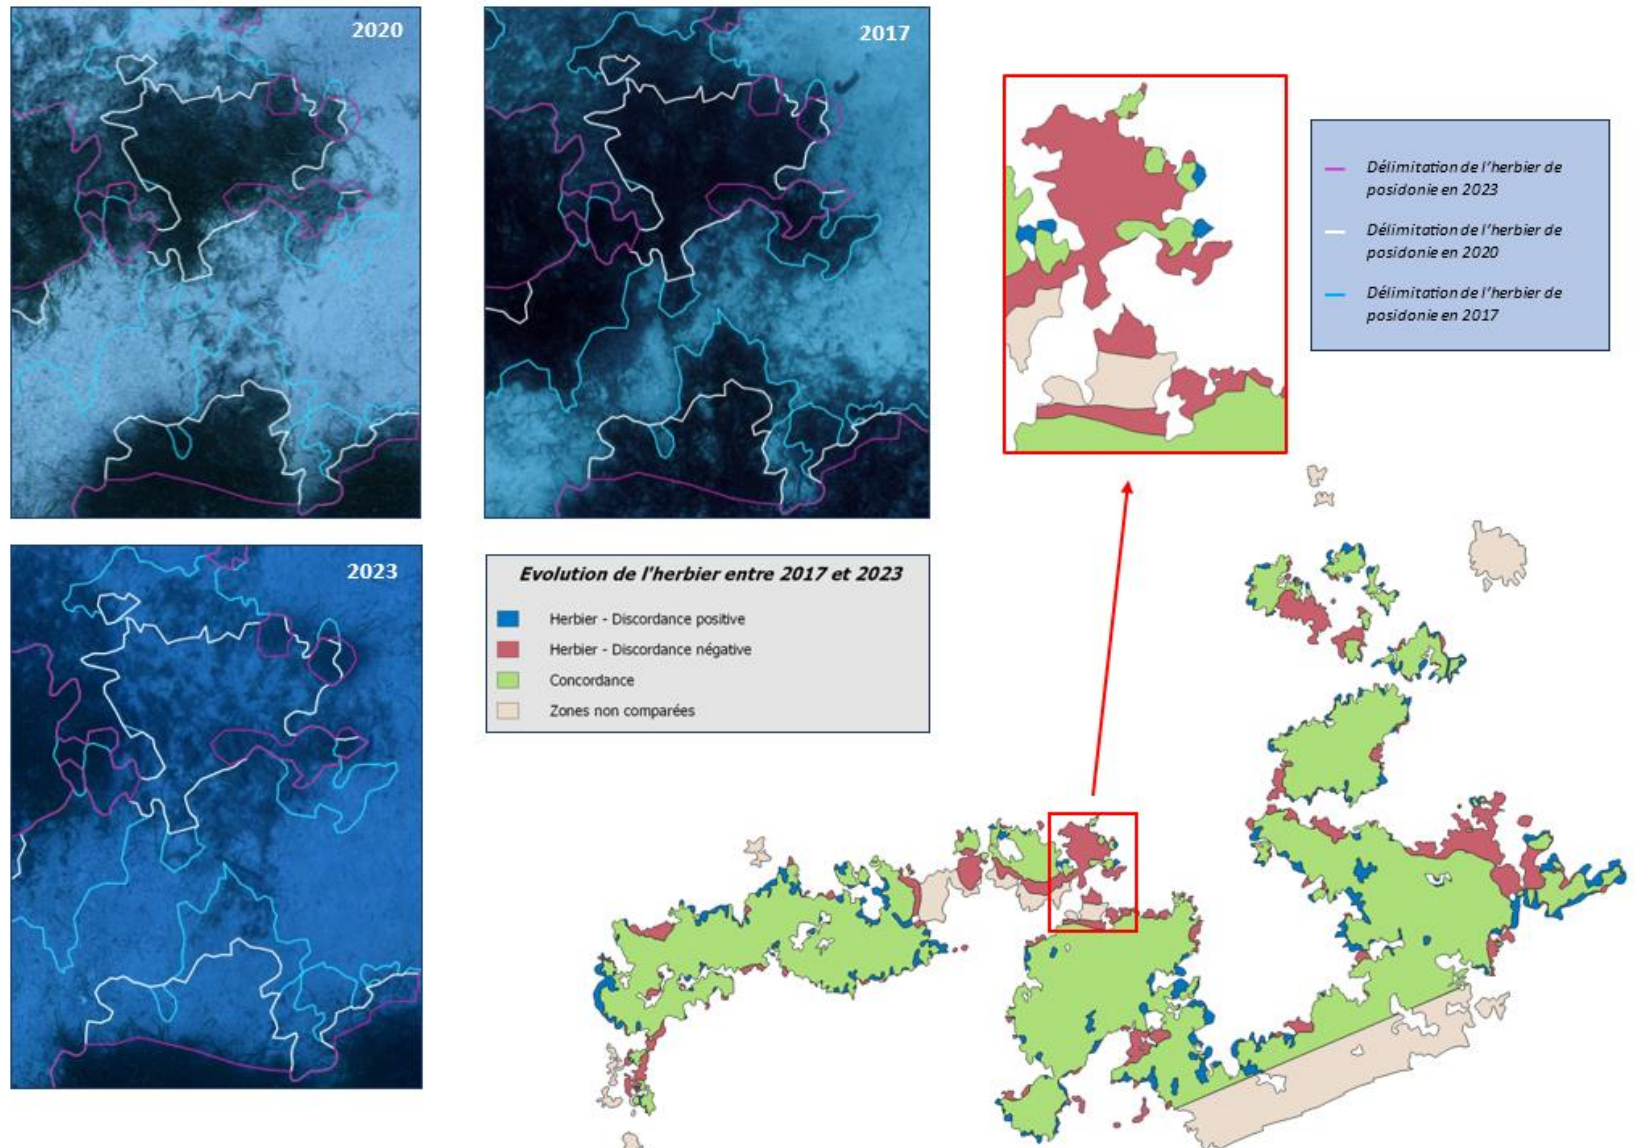 2020
2017
Délimitation de l'herbier de
posidonie en 2023
Délimitation de l'herbier de
posidonie en 2020
Délimitation de l'herbier de
posidonie en 2017
2023
Evolution de l'herbier entre 2017 et 2023
Herbier - Discordance positive
Herbier - Discordance négative
Concordance
Zones non comparées